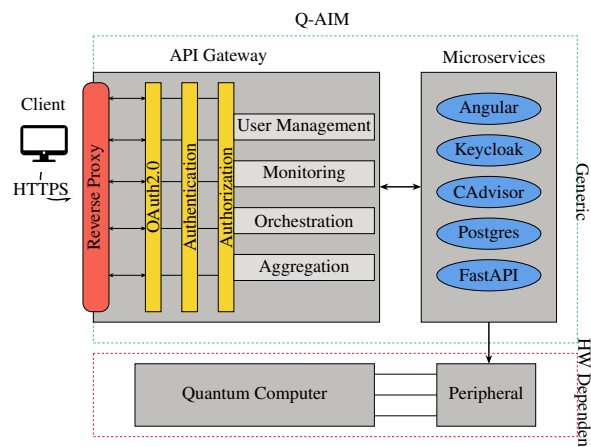 Q-AIM
API Gateway
Microservices
Client
HTTPS
Reverse Proxy
OAuth2.0
Authentication
Authorization
User Management
Monitoring
Orchestration
Aggregation
Angular
Keycloak
CAdvisor
Postgres
FastAPI
Generic
Quantum Computer
Peripheral
HW Dependen